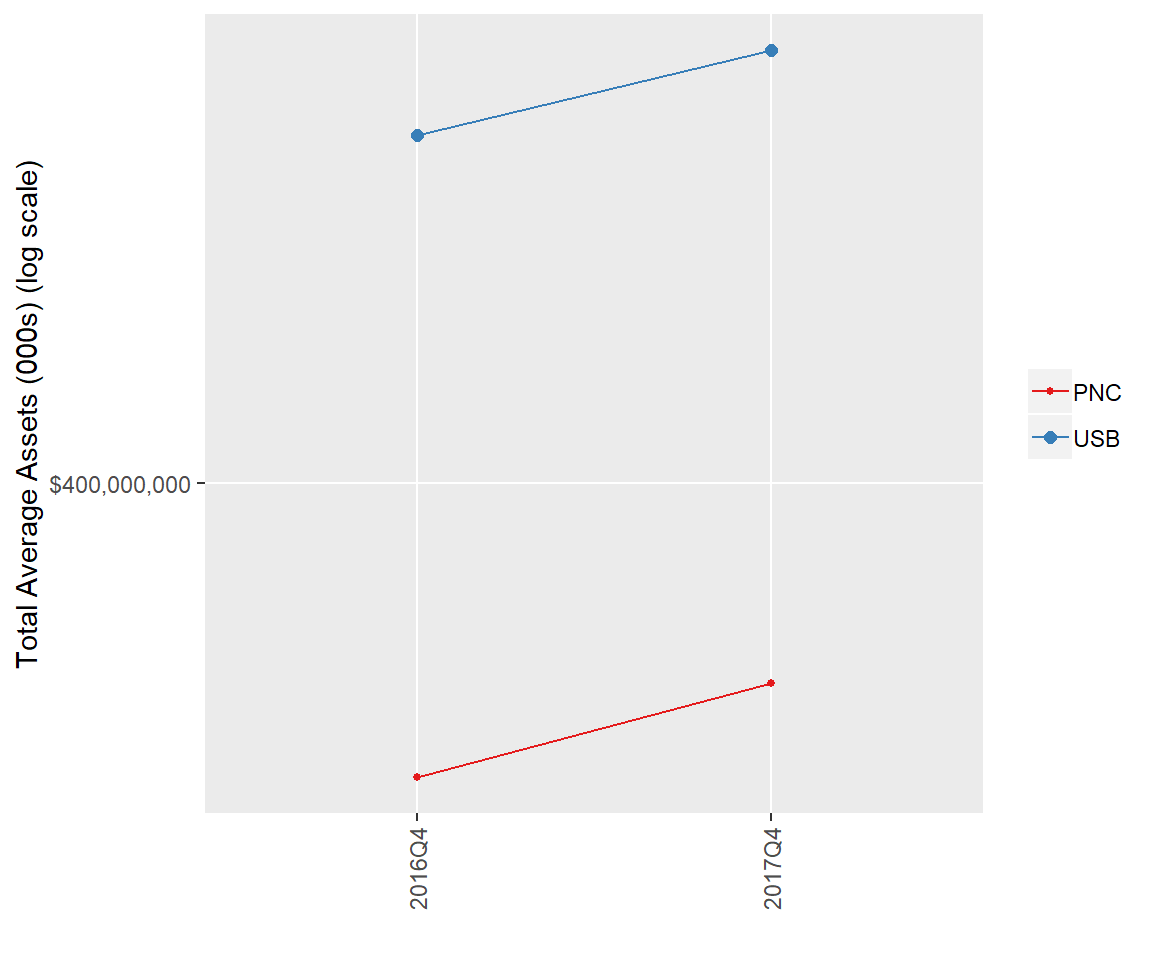 Total Average Assets (000s) (log scale)
$400,000,000
2016Q4
2017Q4
PNC
USB